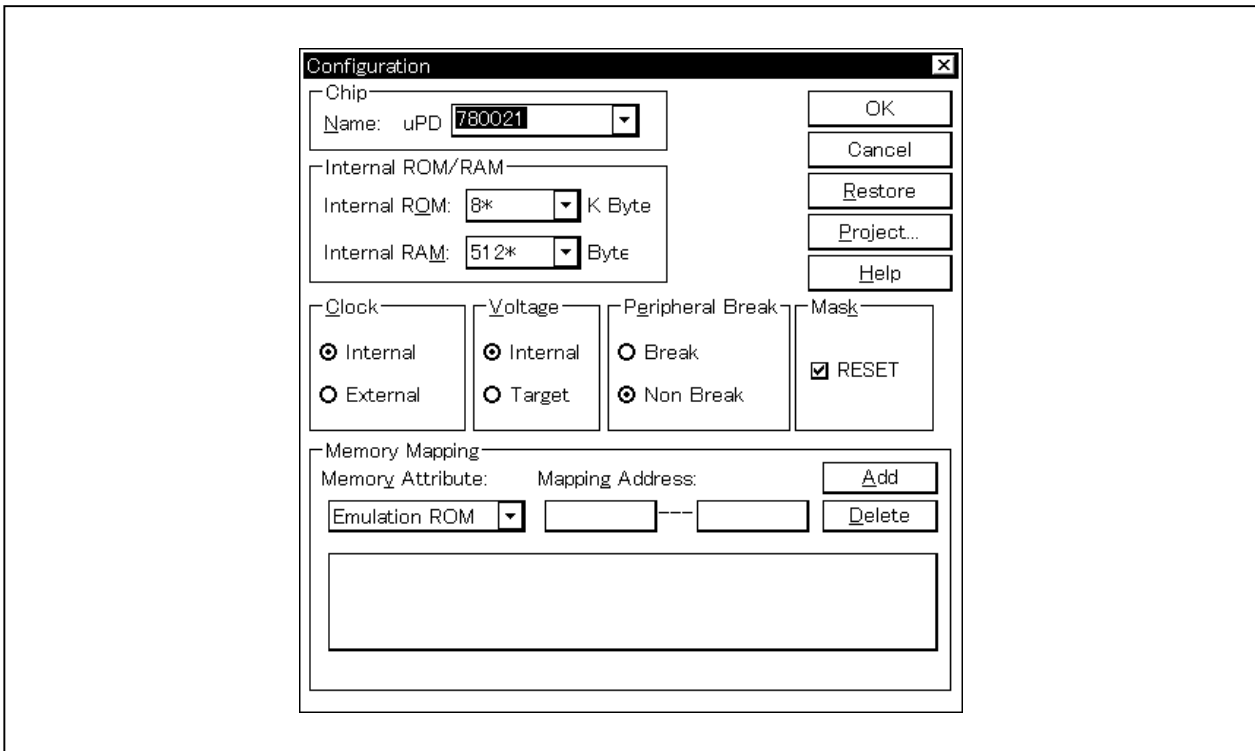 Configuration
Chip
Name: uPD 780021
OK
Cancel
Restore
Project...
Help
Internal ROM/RAM
Internal ROM: 8* K Byte
Internal RAM: 512* Byte
Clock
Internal
External
Voltage
Internal
Target
Peripheral Break
Break
Non Break
Mask
RESET
Memory Mapping
Memory Attribute: Mapping Address:
Add
Emulation ROM ---
Delete